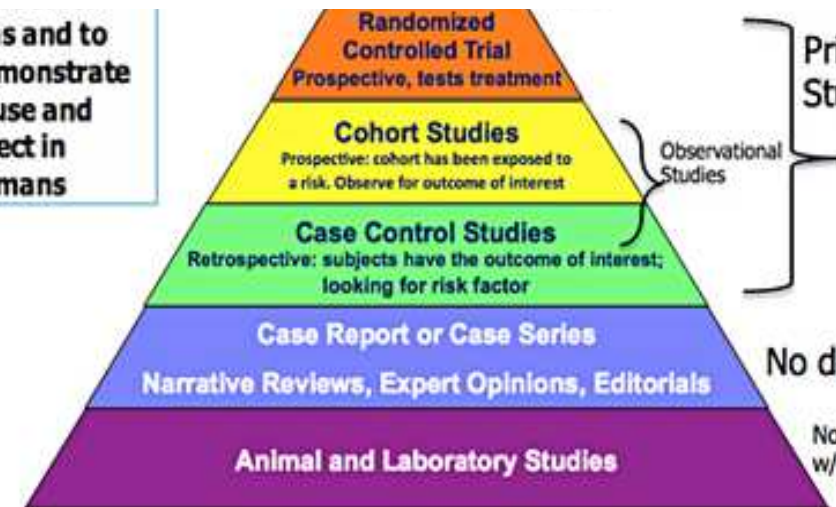 s and to
monstrate
use and
ect in
mans
Randomized
Controlled Trial
Prospective, tests treatment
Cohort Studies
Prospective: cohort has been exposed to
a risk. Observe for outcome of interest
Case Control Studies
Retrospective: subjects have the outcome of interest;
looking for risk factor
Case Report or Case Series
Narrative Reviews, Expert Opinions, Editorials
Animal and Laboratory Studies
Observational
Studies
Pri
St
No d
No
w/